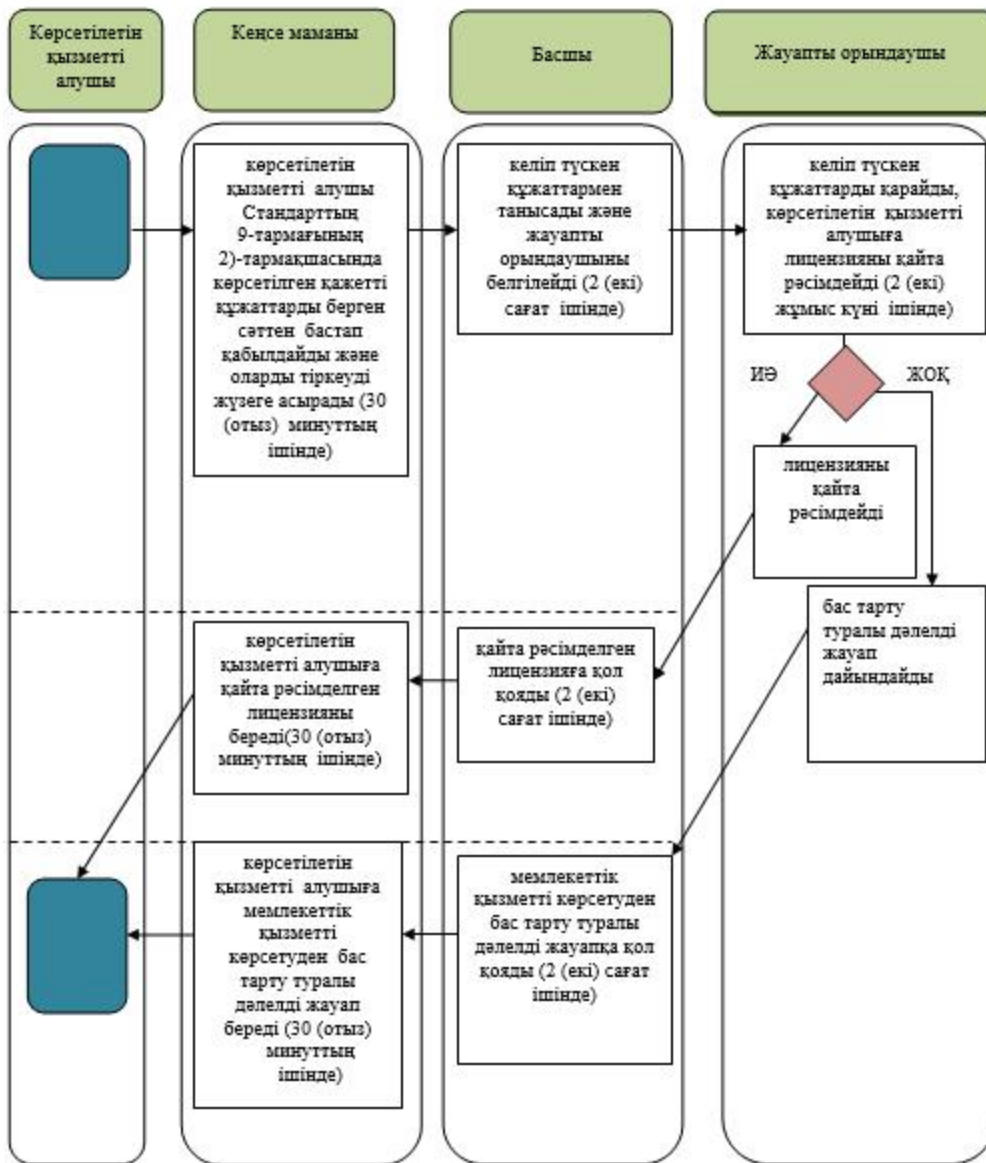 Көрсетілетін
қызметті
алушы
Кеңсе маманы
Басшы
Жауапты орындаушы
көрсетілетін
қызметті алушы
Стандарттың
9-тармағының
2)-тармақшасында
көрсетілген қажетті
құжаттарды берген
сәттен бастап
қабылдайды және
оларды тіркеуді
жүзеге асырады (30
(отыз) минуттың
ішінде)
келіп түскен
құжаттармен
танысады және
жауапты
орындаушыны
белгілейді (2 (екі)
сағат ішінде)
келіп түскен
құжаттарды қарайды,
көрсетілетін қызметті
алушыға
лицензияны қайта
рәсімдейді (2 (екі)
жұмыс күні ішінде)
ИӘ
ЖОҚ
лицензияны
қайта
рәсімдейді
бас тарту
туралы дәлелді
жауап
дайындайды
қайта рәсімделген
лицензияға қол
қояды (2 (екі)
сағат ішінде)
көрсетілетін
қызметті алушыға
қайта рәсімделген
лицензияны
береді(30 (отыз)
минуттың ішінде)
мемлекеттік
қызметті көрсетуден
бас тарту туралы
дәлелді жауапқа қол
қояды (2 (екі) сағат
ішінде)
көрсетілетін
қызметті алушыға
мемлекеттік
қызметті
көрсетуден бас
тарту туралы
дәлелді жауап
береді (30 (отыз)
минуттың
ішінде)